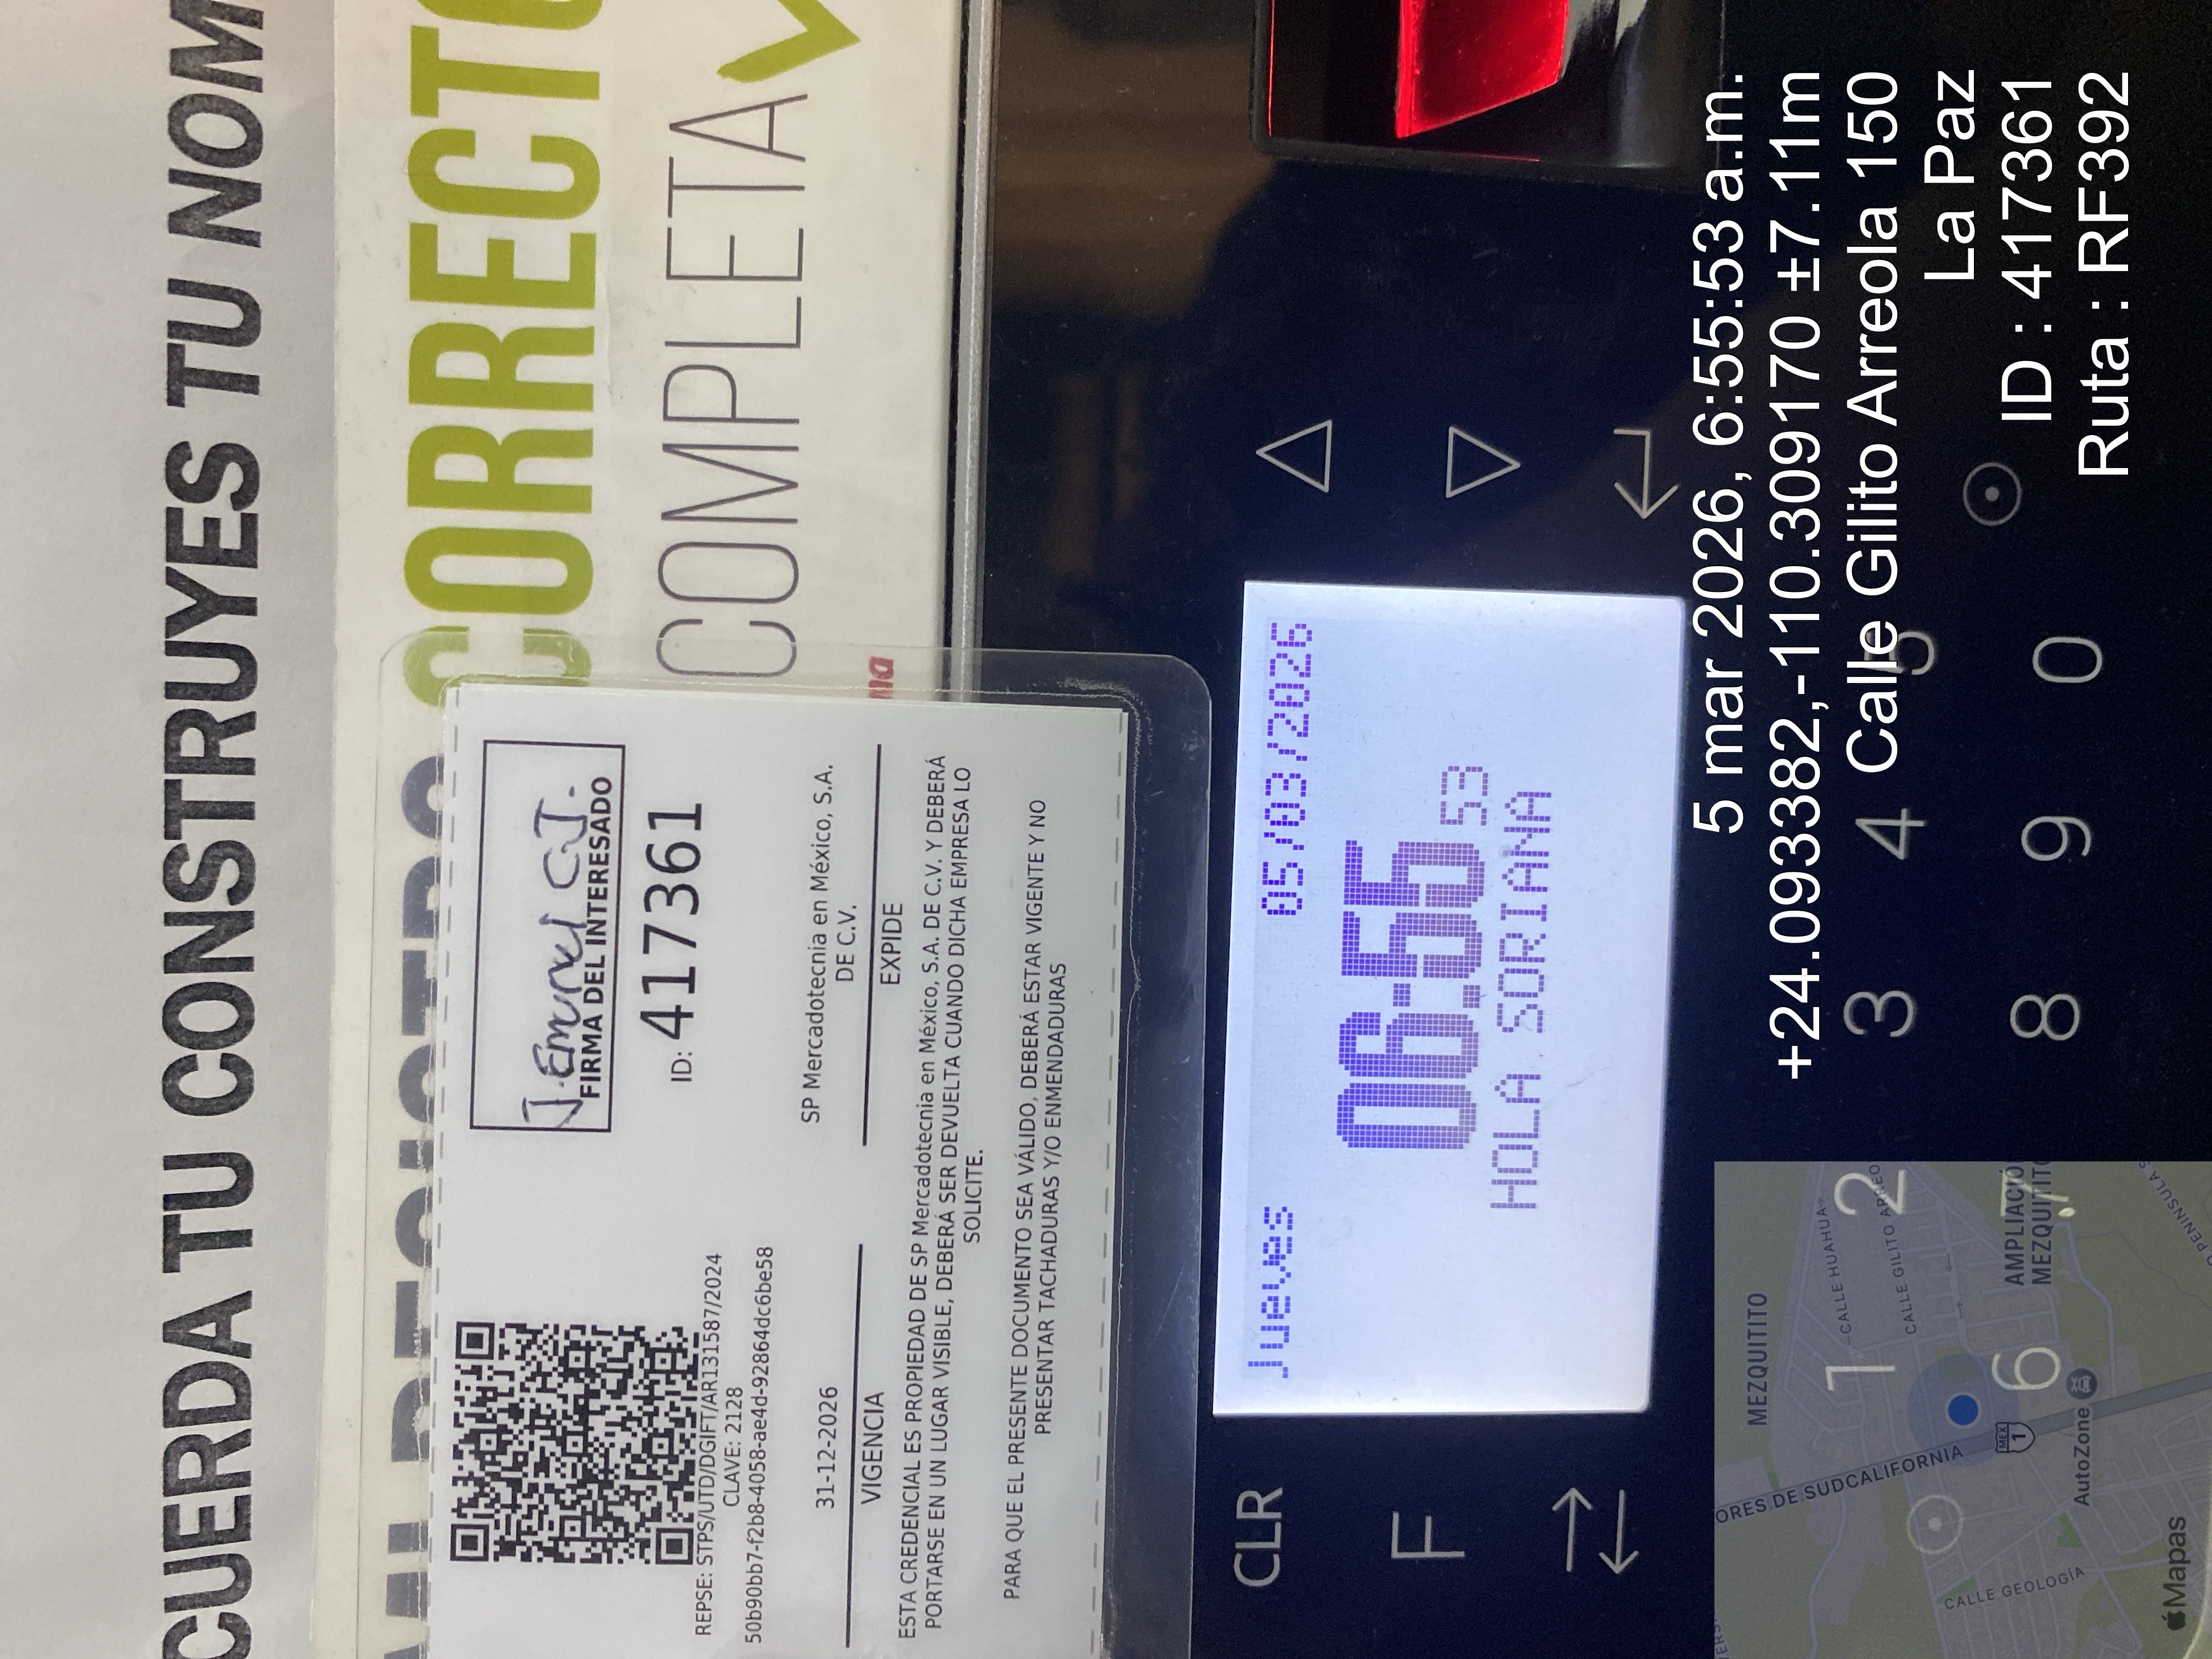 CUERDA TU CONSTRUYES TU NOM
CORRECTO
COMPLETA
na
J. Emanuel C.J.
FIRMA DEL INTERESADO
ID: 417361
REPSE: STPS/UTD/DGIFT/AR131587/2024
CLAVE: 2128
50b90bb7-f2b8-4058-ae4d-92864dc6be58
31-12-2026
VIGENCIA
SP Mercadotecnia en México, S.A.
DE C.V.
EXPIDE
ESTA CREDENCIAL ES PROPIEDAD DE SP Mercadotecnia en México, S.A. DE C.V. Y DEBERÁ
PORTARSE EN UN LUGAR VISIBLE, DEBERÁ SER DEVUELTA CUANDO DICHA EMPRESA LO
SOLICITE.
PARA QUE EL PRESENTE DOCUMENTO SEA VÁLIDO, DEBERÁ ESTAR VIGENTE Y NO
PRESENTAR TACHADURAS Y/O ENMENDADURAS
Jueves 05/03/2026
06:55 53
HOLA SORIANA
CLR
F
1 2 3 4 5
6 7 8 9 0
5 mar 2026, 6:55:53 a.m.
+24.093382,-110.309170 ±7.11m
Calle Gilito Arreola 150
La Paz
ID : 417361
Ruta : RF392
MEZQUITITO
CALLE HUAHUA
CALLE GILITO ARREO
AMPLIACIÓ
MEZQUITIT
ORES DE SUDCALIFORNIA
MEX
1
AutoZone
PENINSULA S
CALLE GEOLOGÍA
Mapas